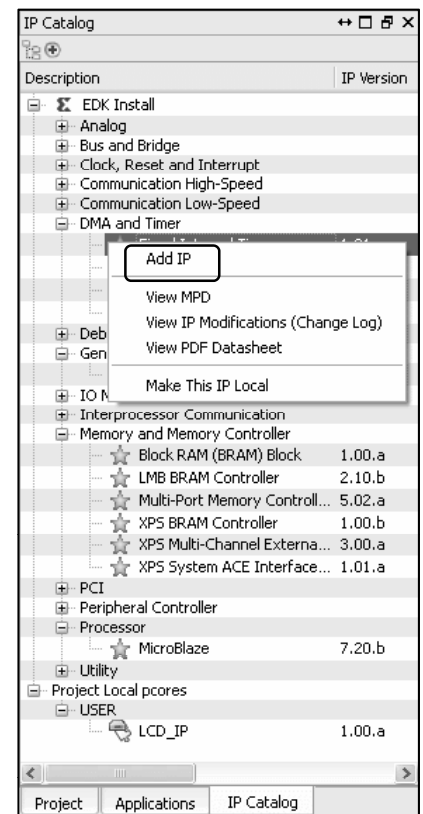 IP Catalog
Description IP Version
EDK Install
Analog
Bus and Bridge
Clock, Reset and Interrupt
Communication High-Speed
Communication Low-Speed
DMA and Timer
Add IP
View MPD
View IP Modifications (Change Log)
Deb
View PDF Datasheet
Gen
Make This IP Local
IO M
Interprocessor Communication
Memory and Memory Controller
Block RAM (BRAM) Block 1.00.a
LMB BRAM Controller 2.10.b
Multi-Port Memory Controll... 5.02.a
XPS BRAM Controller 1.00.b
XPS Multi-Channel Externa... 3.00.a
XPS System ACE Interface... 1.01.a
PCI
Peripheral Controller
Processor
MicroBlaze 7.20.b
Utility
Project Local pcores
USER
LCD_IP 1.00.a
Project Applications IP Catalog